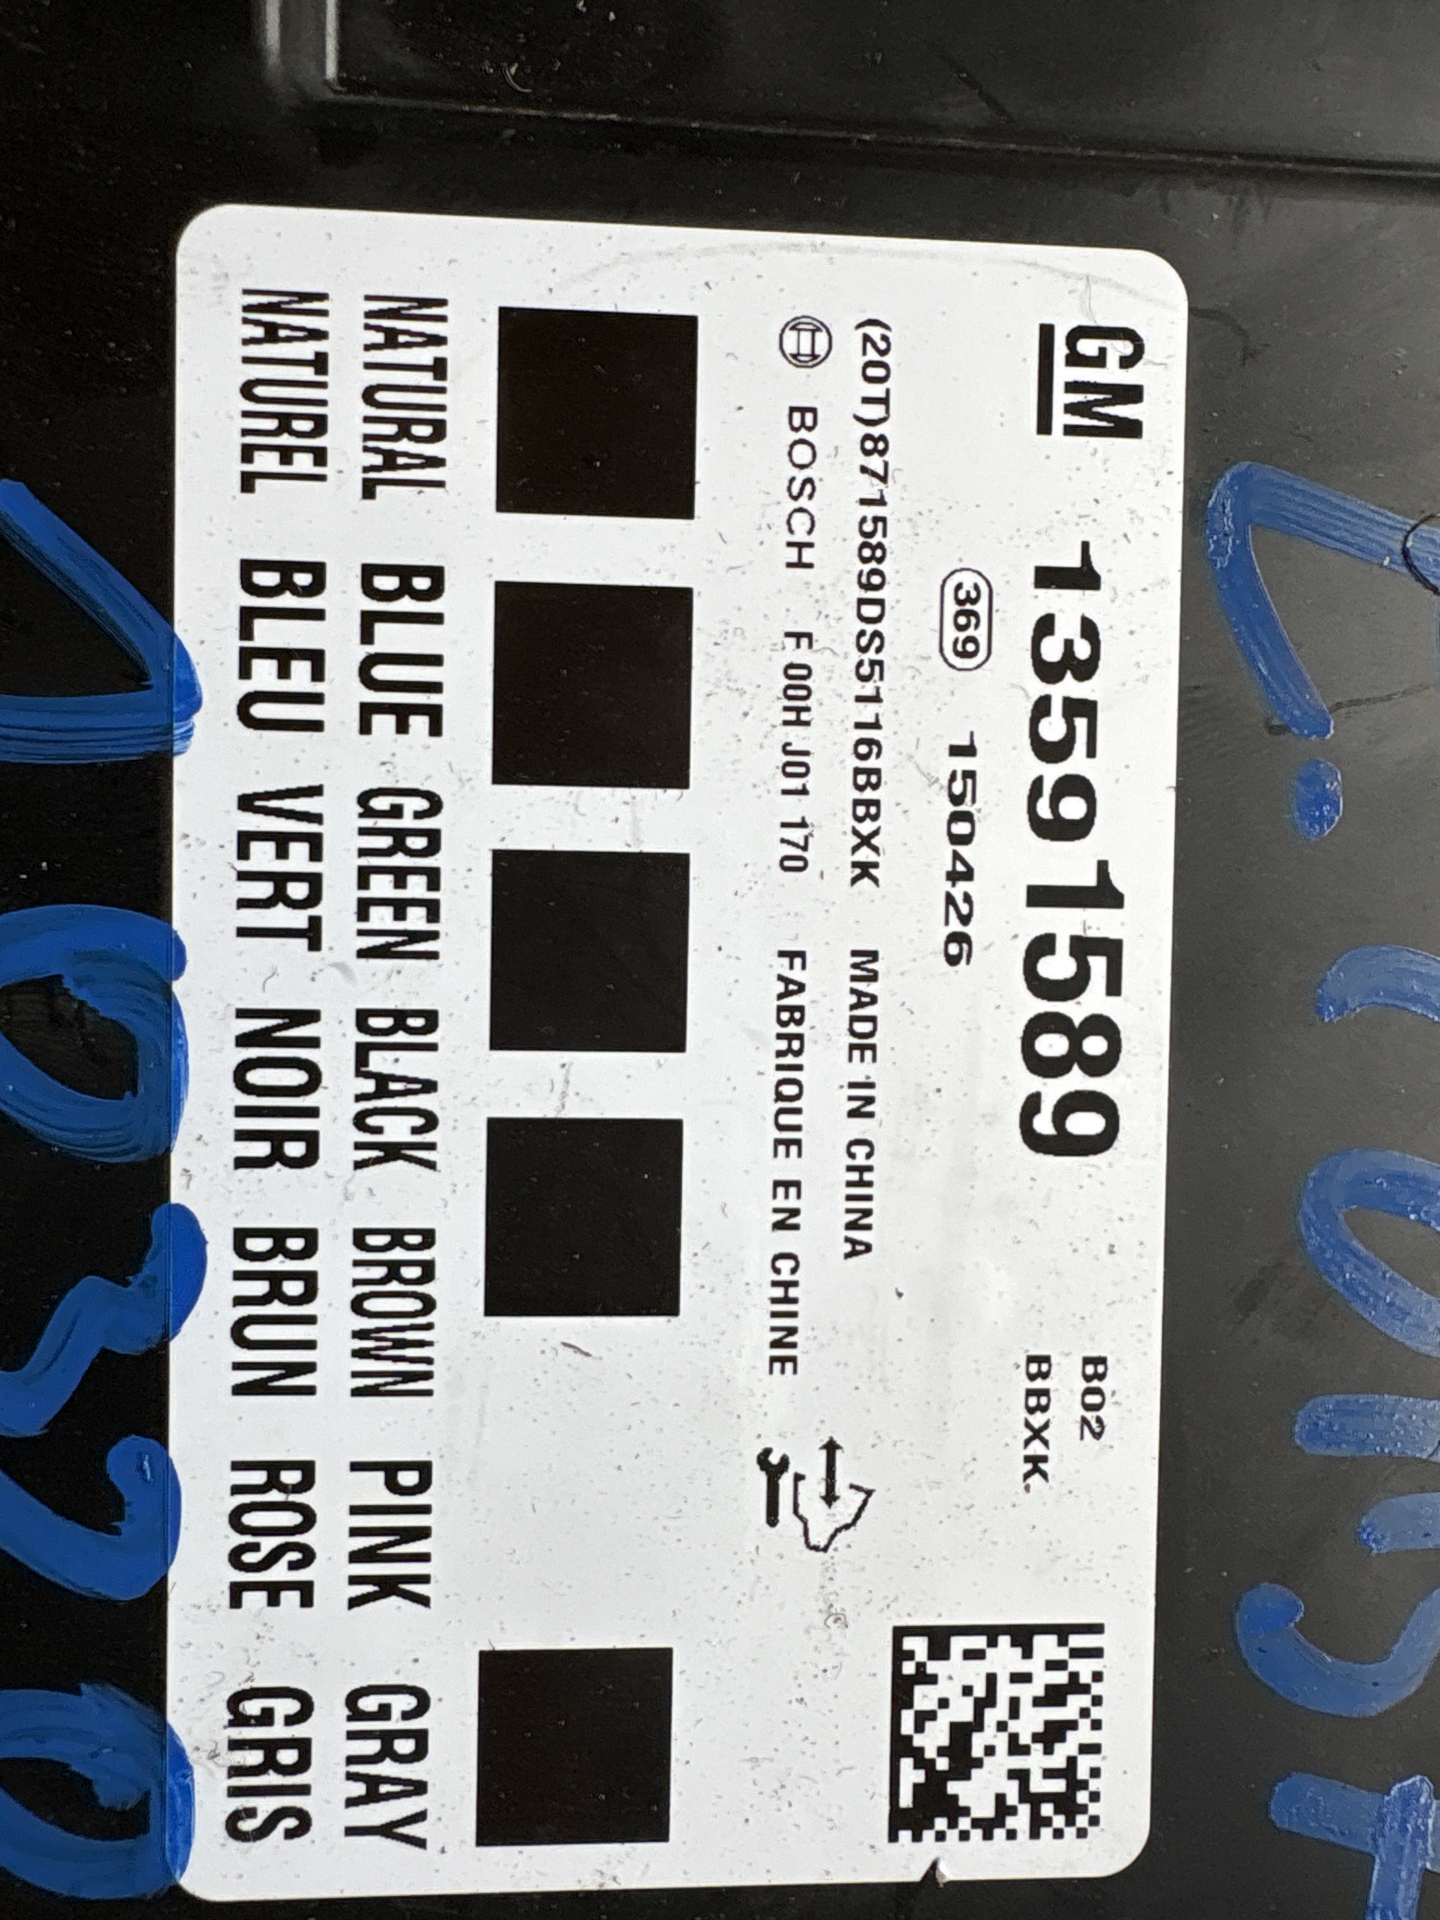 GM 13591589 B02
BBXK.
369 150426
(20T)871589DS5116BBXK MADE IN CHINA
BOSCH F 00H J01 170 FABRIQUE EN CHINE
NATURAL BLUE GREEN BLACK BROWN PINK GRAY
NATUREL BLEU VERT NOIR BRUN ROSE GRIS